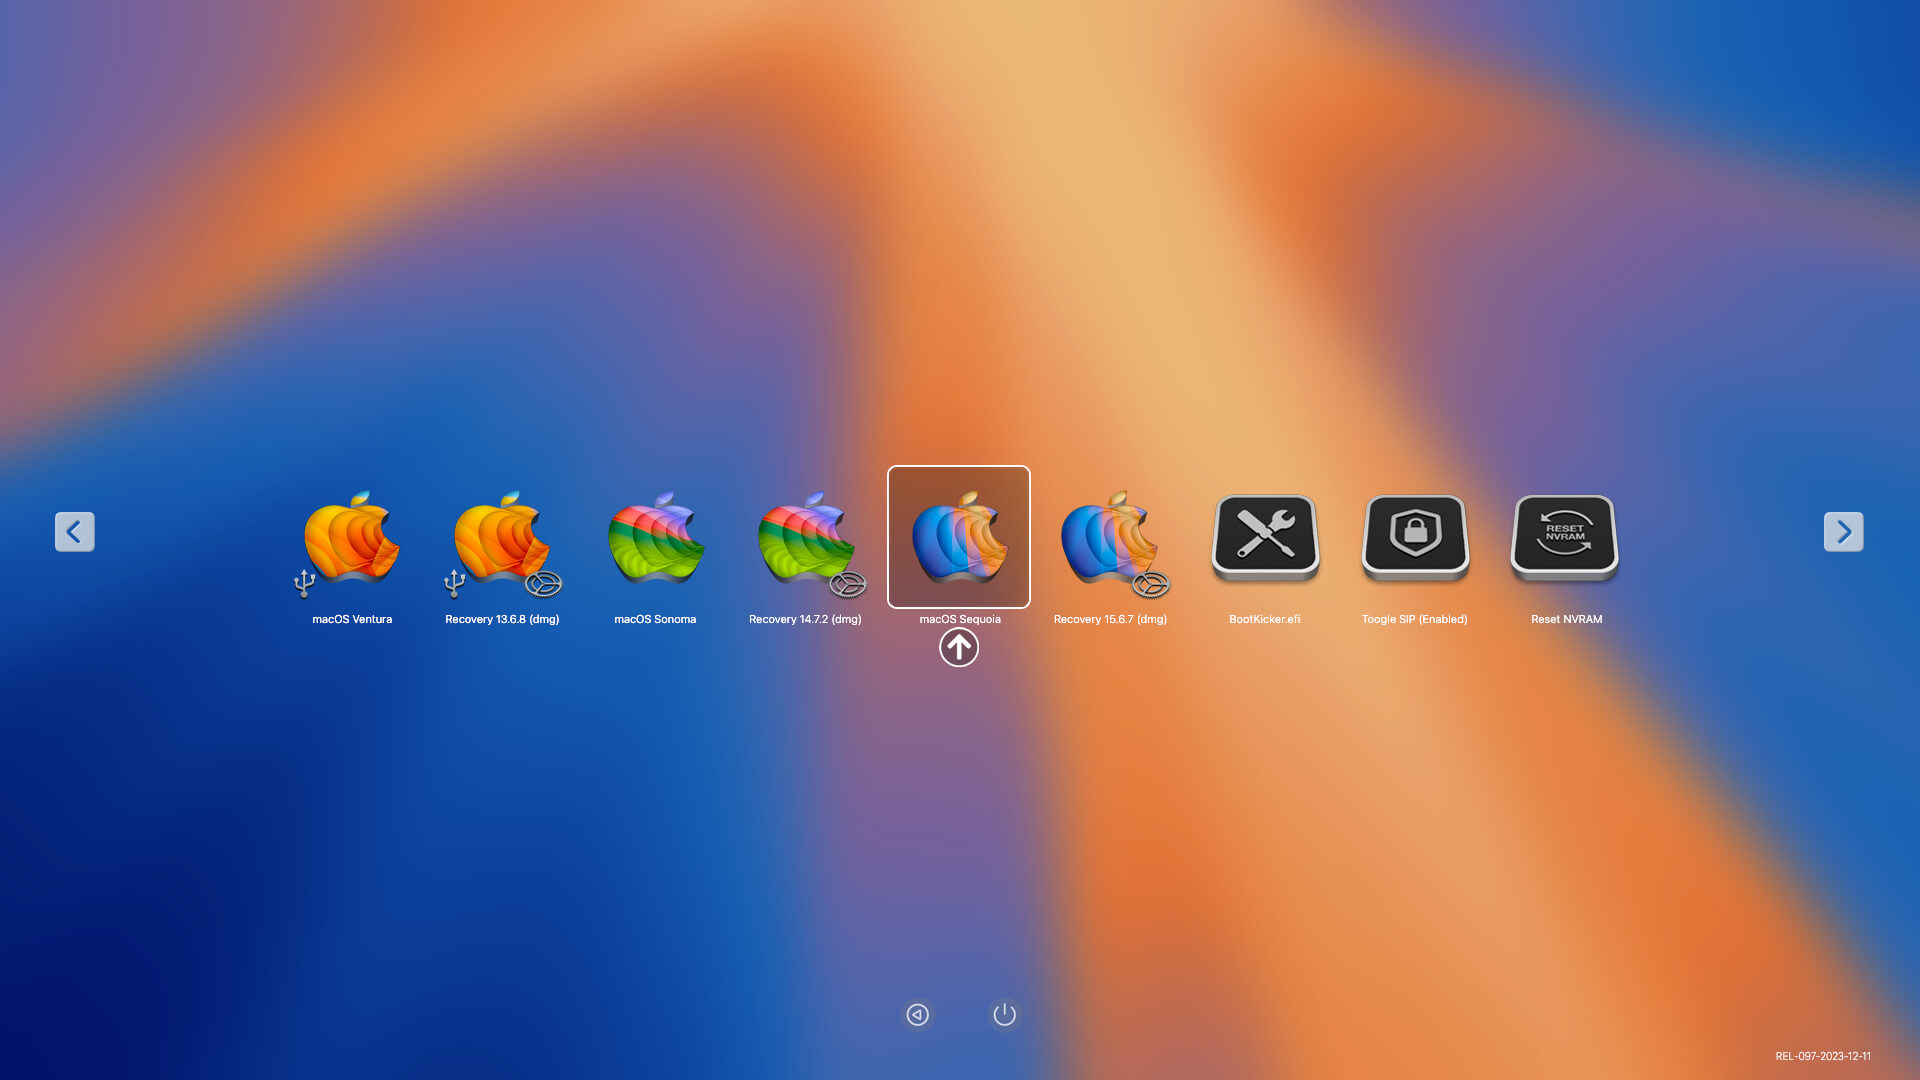 RESET
NVRAM
macOS Ventura
Recovery 13.6.8 (dmg)
macOS Sonoma
Recovery 14.7.2 (dmg)
macOS Sequoia
Recovery 15.6.7 (dmg)
BootKicker.efi
Toogle SIP (Enabled)
Reset NVRAM
REL-097-2023-12-11